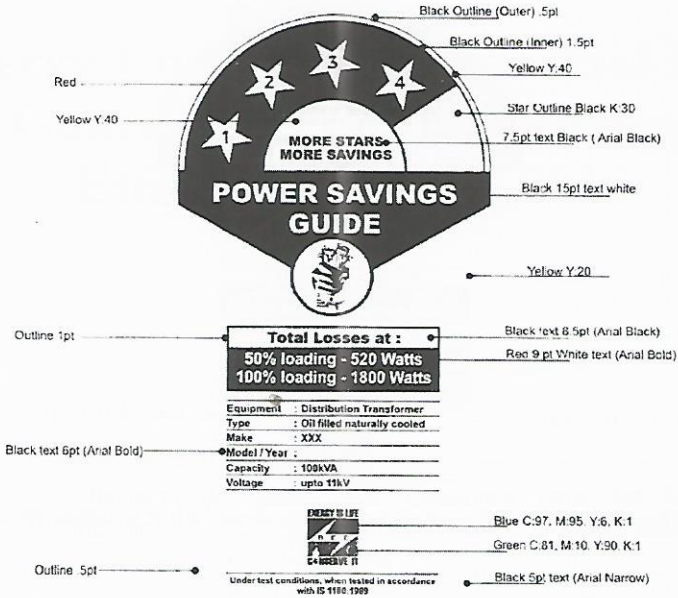 Black Outline (Outer) .5pt
Black Outline (Inner) 1.5pt
Yellow Y:40
Red
Star Outline Black K:30
Yellow Y:40
7.5pt text Black ( Arial Black)
1
2
3
4
MORE STARS
MORE SAVINGS
Black 15pt text white
POWER SAVINGS
GUIDE
Yellow Y:20
Outline 1pt
Total Losses at :
Black text 8.5pt (Arial Black)
50% loading - 520 Watts
100% loading - 1800 Watts
Red 9 pt White text (Arial Bold)
Equipment : Distribution Transformer
Type : Oil filled naturally cooled
Make : XXX
Black text 6pt (Arial Bold)
Model / Year :
Capacity : 100kVA
Voltage : upto 11kV
ENERGY IS LIFE
BEE
CONSERVE IT
Blue C:97, M:95, Y:6, K:1
Green C:81, M:10, Y:90, K:1
Outline .5pt
Under test conditions, when tested in accordance
with IS 1180:1989
Black 5pt text (Arial Narrow)